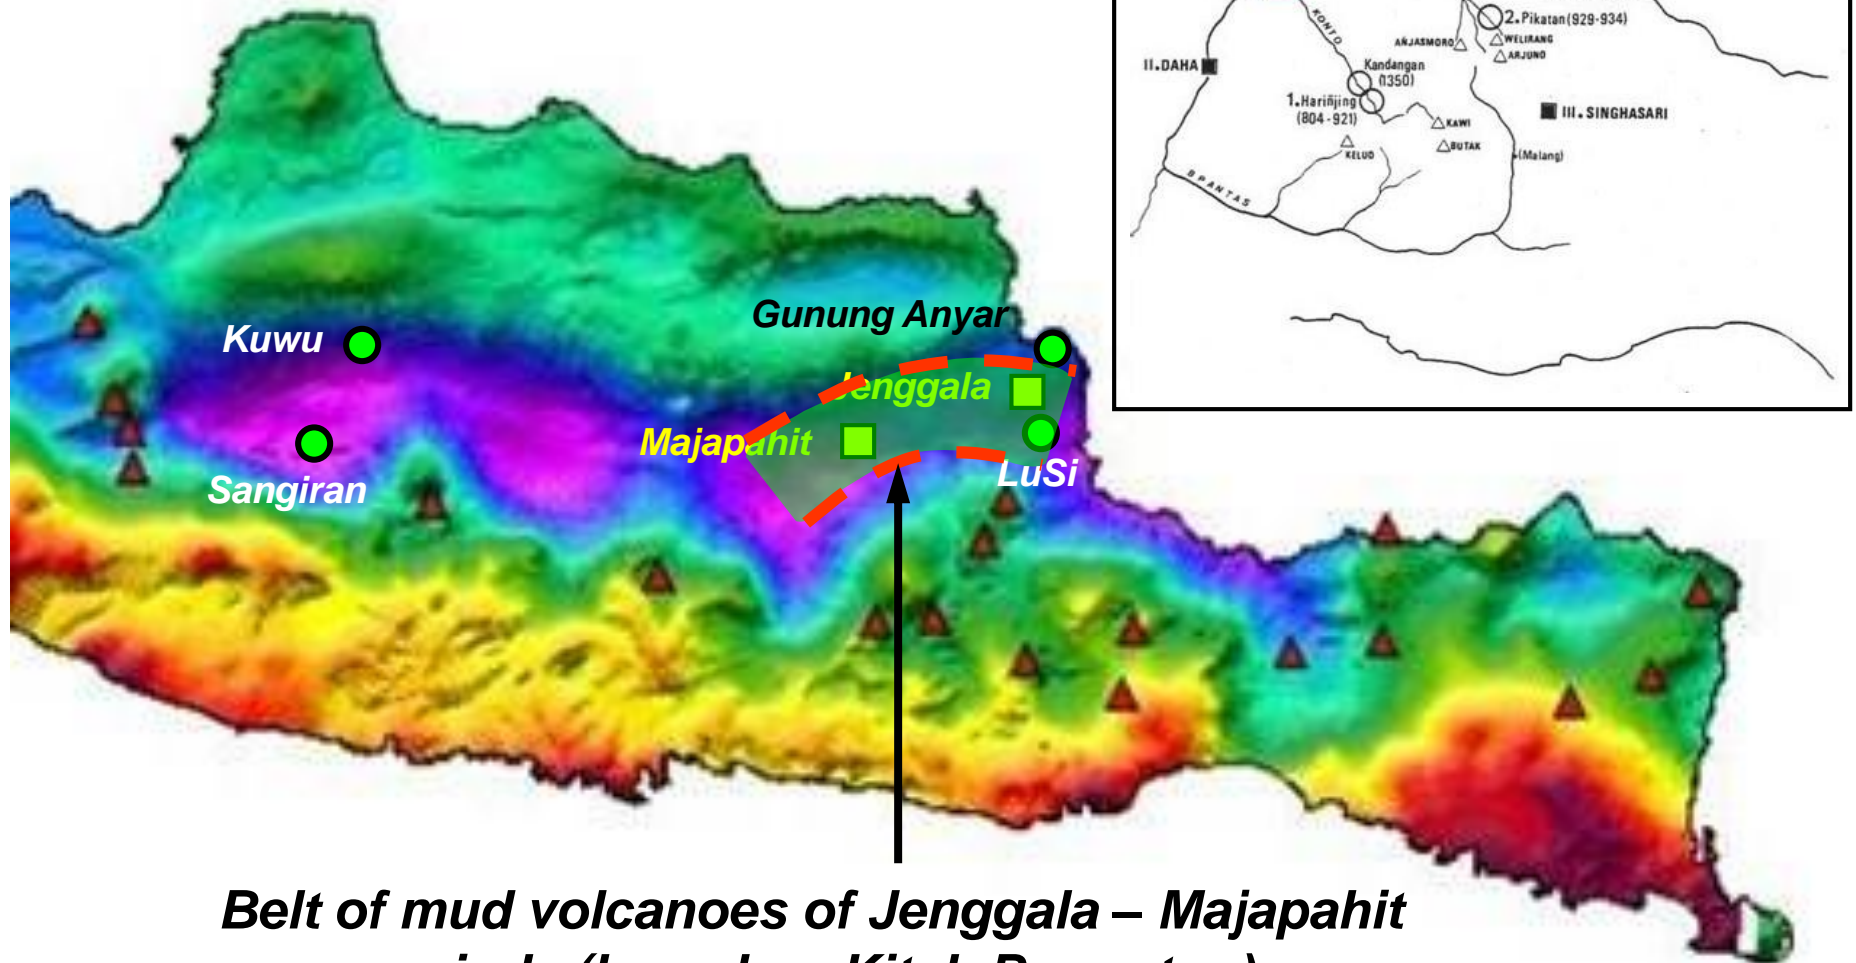 KONTO
2.Pikatan(929-934)
AÑJASMORO
WELIRANG
ARJUNO
II.DAHA
Kandangan
(1350)
1.Hariñjing
(804-921)
III.SINGHASARI
KAWI
BUTAK
KELUD
(Malang)
BRANTAS
Gunung Anyar
Kuwu
Jenggala
Majapahit
Sangiran
LuSi
Belt of mud volcanoes of Jenggala – Majapahit